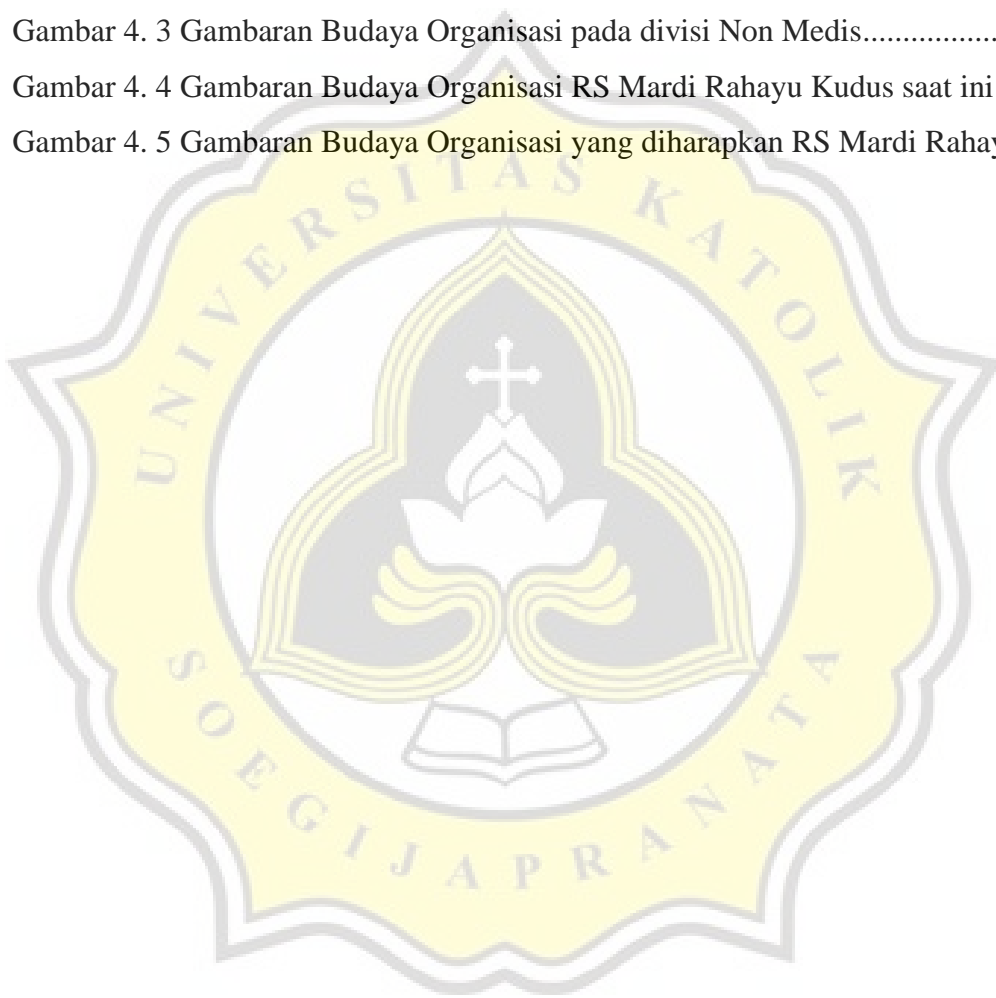 Gambar 4. 3 Gambaran Budaya Organisasi pada divisi Non Medis.................
Gambar 4. 4 Gambaran Budaya Organisasi RS Mardi Rahayu Kudus saat ini
Gambar 4. 5 Gambaran Budaya Organisasi yang diharapkan RS Mardi
UNIVERSITAS KATOLIK
SOEGIJAPRANATA